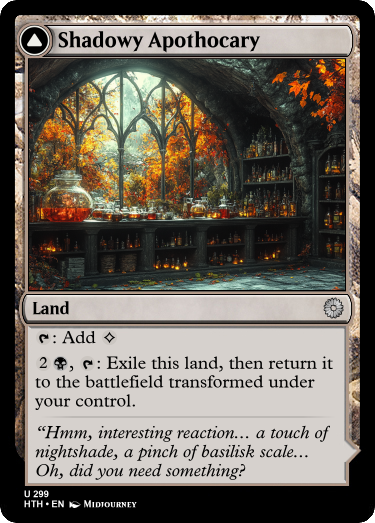 Shadowy Apothocary
Land
: Add
2 , : Exile this land, then return it
to the battlefield transformed under
your control.
“Hmm, interesting reaction... a touch of
nightshade, a pinch of basilisk scale...
Oh, did you need something?
U 299
HTH • EN Midjourney